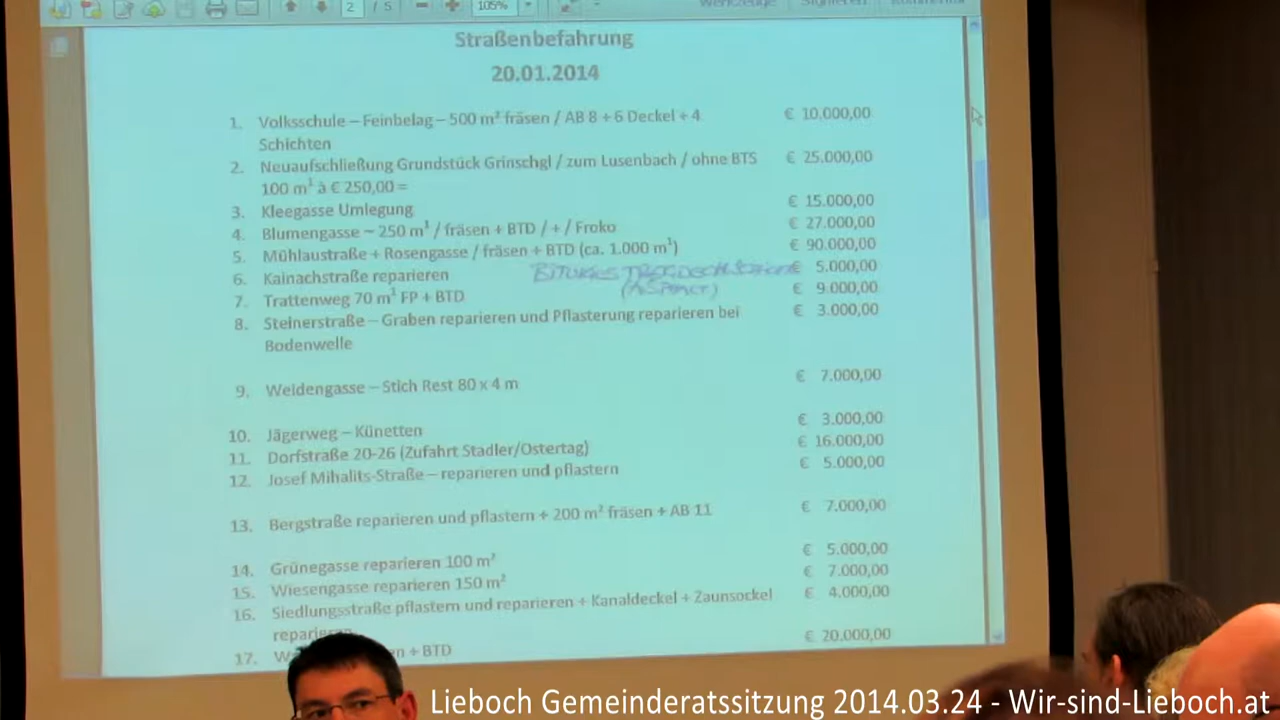 2 / 5 105%
Straßenbefahrung
20.01.2014
1. Volksschule – Feinbelag – 500 m² fräsen / AB 8 + 6 Deckel + 4 € 10.000,00
Schichten
2. Neuaufschließung Grundstück Grinschgl / zum Lusenbach / ohne BTS € 25.000,00
100 m¹ à € 250,00 =
3. Kleegasse Umlegung € 15.000,00
4. Blumengasse – 250 m¹ / fräsen + BTD / + / Froko € 27.000,00
5. Mühlaustraße + Rosengasse / fräsen + BTD (ca. 1.000 m¹) € 90.000,00
6. Kainachstraße reparieren € 5.000,00
(ASPHALT)
7. Trattenweg 70 m¹ FP + BTD € 9.000,00
8. Steinerstraße – Graben reparieren und Pflasterung reparieren bei € 3.000,00
Bodenwelle
9. Weidengasse – Stich Rest 80 x 4 m € 7.000,00
10. Jägerweg – Künetten € 3.000,00
11. Dorfstraße 20-26 (Zufahrt Stadler/Ostertag) € 16.000,00
12. Josef Mihalits-Straße – reparieren und pflastern € 5.000,00
13. Bergstraße reparieren und pflastern + 200 m² fräsen + AB 11 € 7.000,00
14. Grünegasse reparieren 100 m² € 5.000,00
15. Wiesengasse reparieren 150 m² € 7.000,00
16. Siedlungsstraße pflastern und reparieren + Kanaldeckel + Zaunsockel € 4.000,00
reparieren
17. + BTD € 20.000,00
Lieboch Gemeinderatssitzung 2014.03.24 - Wir-sind-Lieboch.at